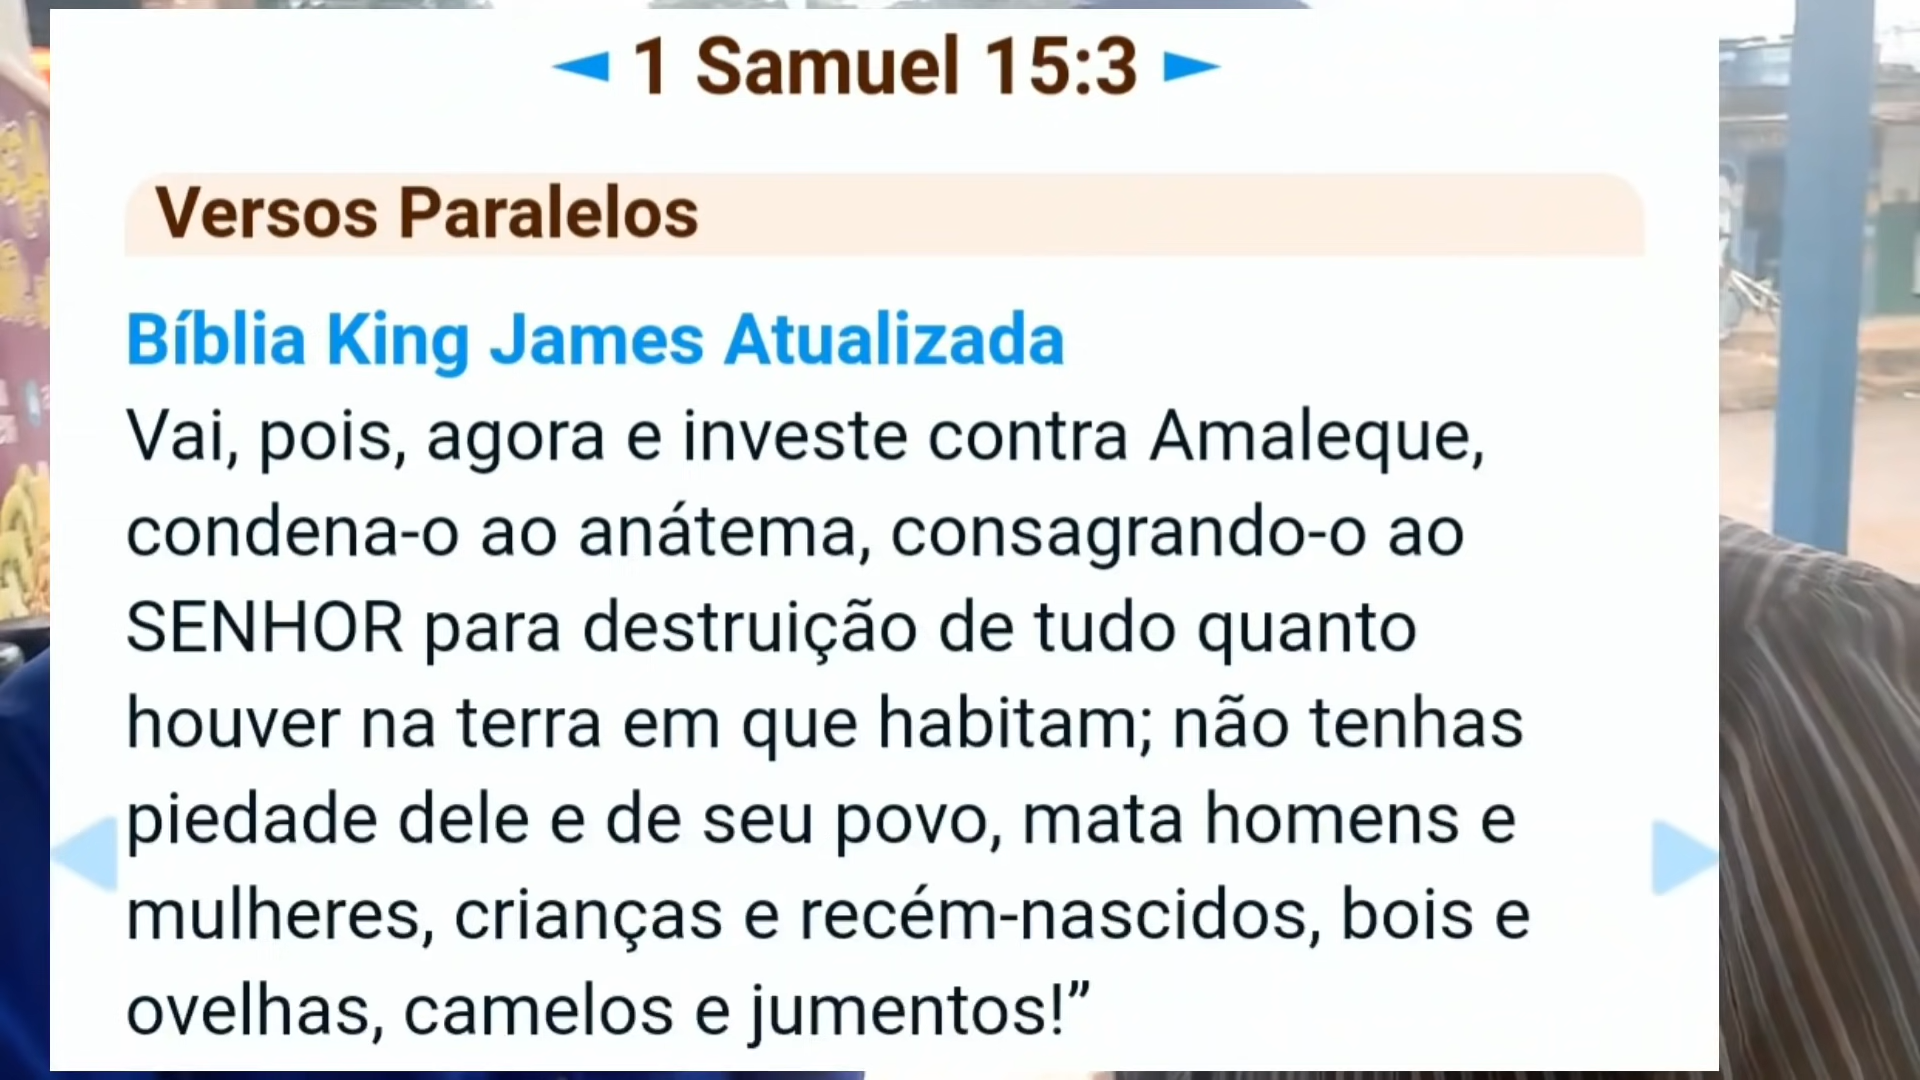 1 Samuel 15:3
Versos Paralelos
Bíblia King James Atualizada
Vai, pois, agora e investe contra Amaleque,
condena-o ao anátema, consagrando-o ao
SENHOR para destruição de tudo quanto
houver na terra em que habitam; não tenhas
piedade dele e de seu povo, mata homens e
mulheres, crianças e recém-nascidos, bois e
ovelhas, camelos e jumentos!”